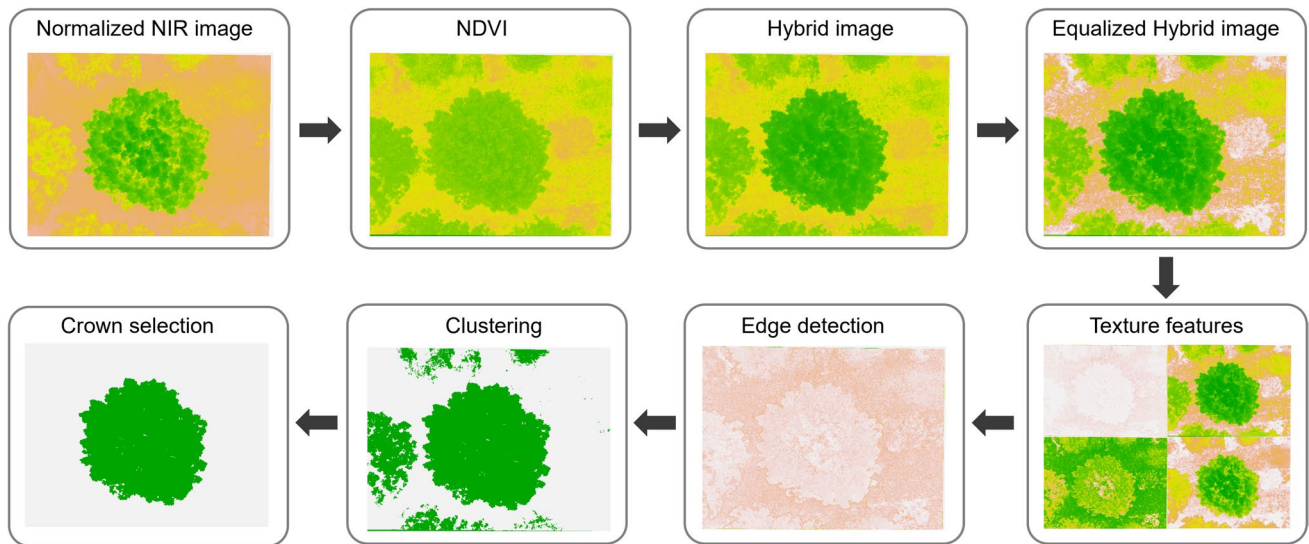 Normalized NIR image
NDVI
Hybrid image
Equalized Hybrid image
Crown selection
Clustering
Edge detection
Texture features